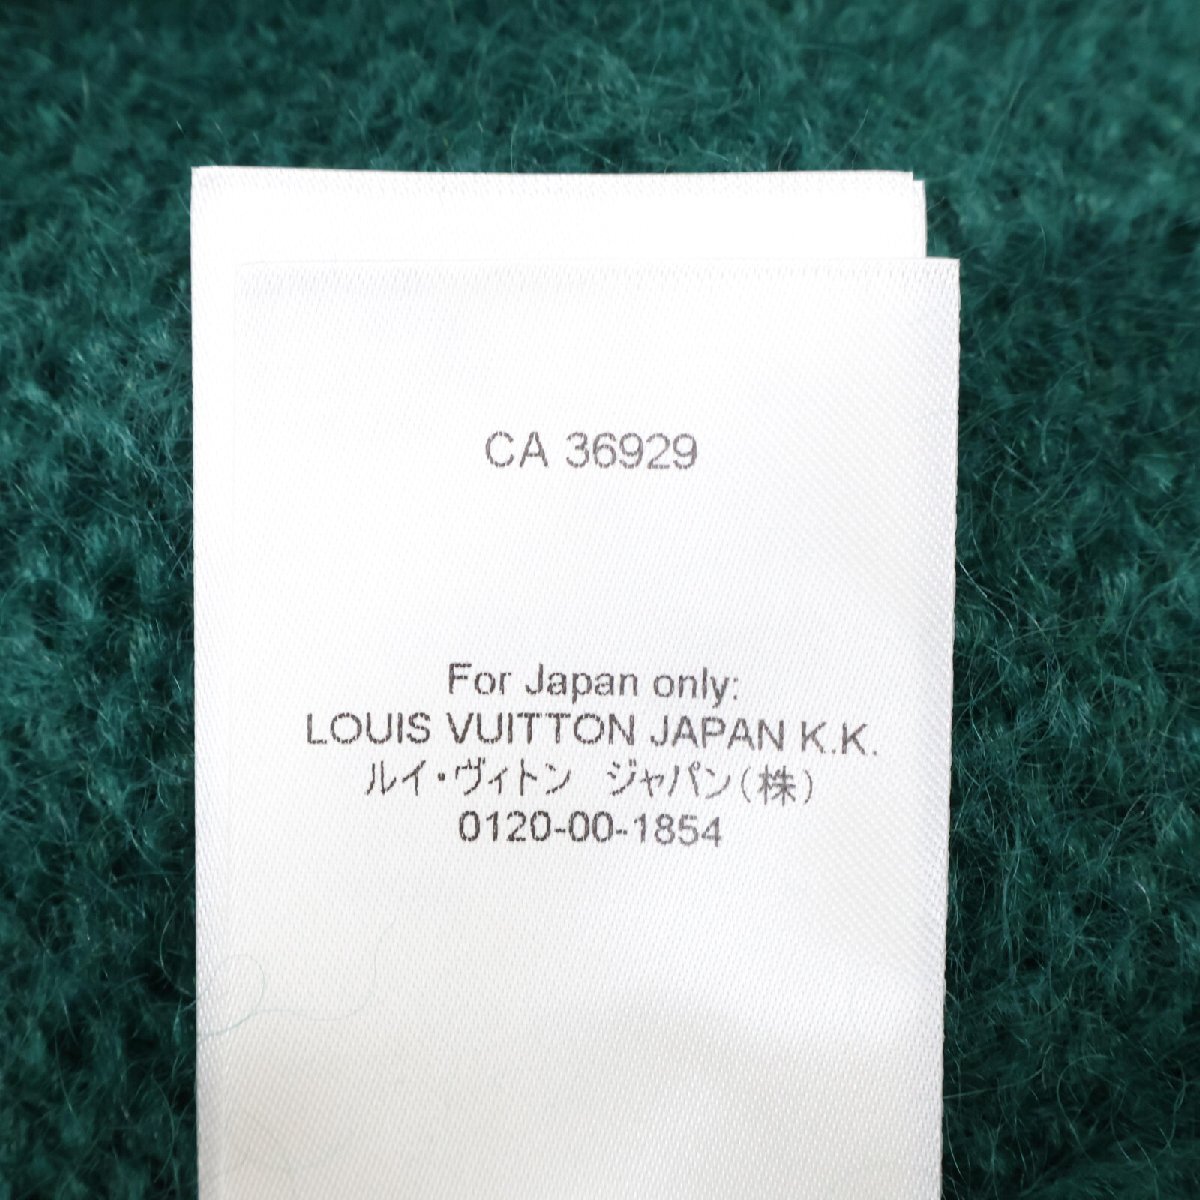 CA 36929
For Japan only:
LOUIS VUITTON JAPAN K.K.
ルイ・ヴィトン　ジャパン(株)
0120-00-1854